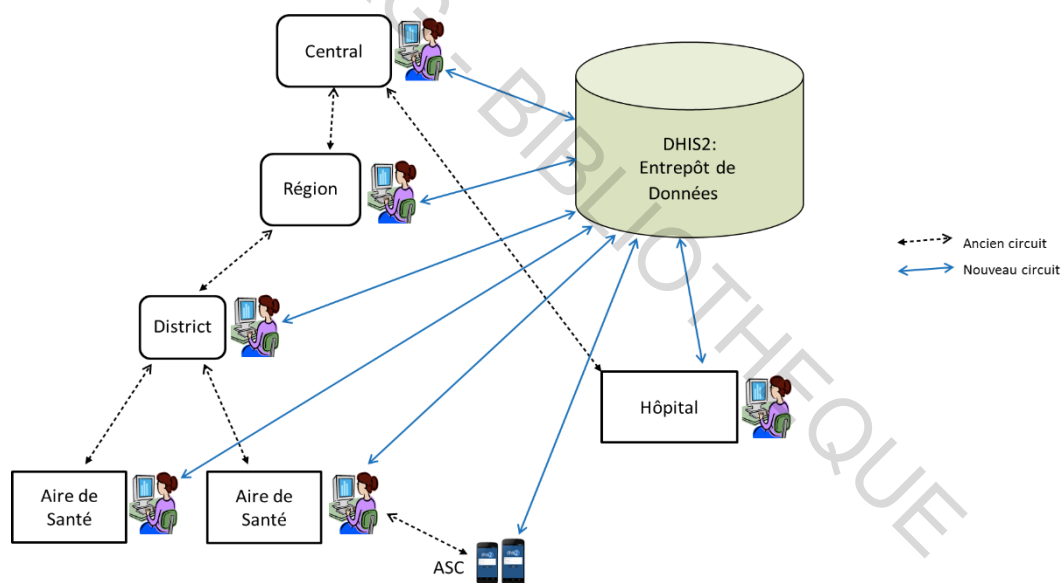 Central
DHIS2:
Entrepôt de
Données
Région
Ancien circuit
Nouveau circuit
District
Hôpital
Aire de
Santé
Aire de
Santé
ASC
G - BIBLIOTHEQUE